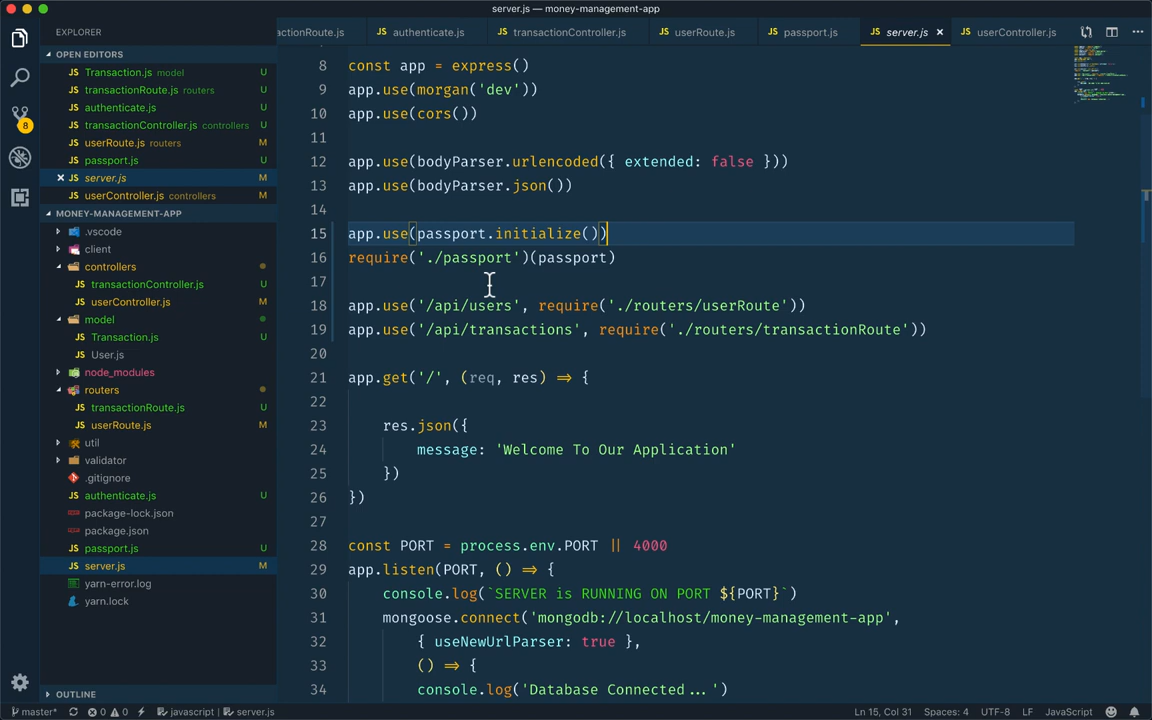 server.js — money-management-app
EXPLORER
OPEN EDITORS
JS Transaction.js model U
JS transactionRoute.js routers U
JS authenticate.js U
JS transactionController.js controllers U
JS userRoute.js routers M
JS passport.js U
JS server.js M
JS userController.js controllers M
MONEY-MANAGEMENT-APP
.vscode
client
controllers
JS transactionController.js U
JS userController.js M
model
JS Transaction.js U
JS User.js
node_modules
routers
JS transactionRoute.js U
JS userRoute.js M
util
validator
.gitignore
JS authenticate.js U
package-lock.json
package.json
JS passport.js U
JS server.js M
yarn-error.log
yarn.lock
OUTLINE
8
actionRoute.js
JS authenticate.js
JS transactionController.js
JS userRoute.js
JS passport.js
JS server.js
JS userController.js
8 const app = express()
9 app.use(morgan('dev'))
10 app.use(cors())
11
12 app.use(bodyParser.urlencoded({ extended: false }))
13 app.use(bodyParser.json())
14
15 app.use(passport.initialize())
16 require('./passport')(passport)
17
18 app.use('/api/users', require('./routers/userRoute'))
19 app.use('/api/transactions', require('./routers/transactionRoute'))
20
21 app.get('/', (req, res) => {
22
23 res.json({
24 message: 'Welcome To Our Application'
25 })
26 })
27
28 const PORT = process.env.PORT || 4000
29 app.listen(PORT, () => {
30 console.log(`SERVER is RUNNING ON PORT ${PORT}`)
31 mongoose.connect('mongodb://localhost/money-management-app',
32 { useNewUrlParser: true },
33 () => {
34 console.log('Database Connected...')
master* 0 0 javascript | server.js Ln 15, Col 31 Spaces: 4 UTF-8 LF JavaScript